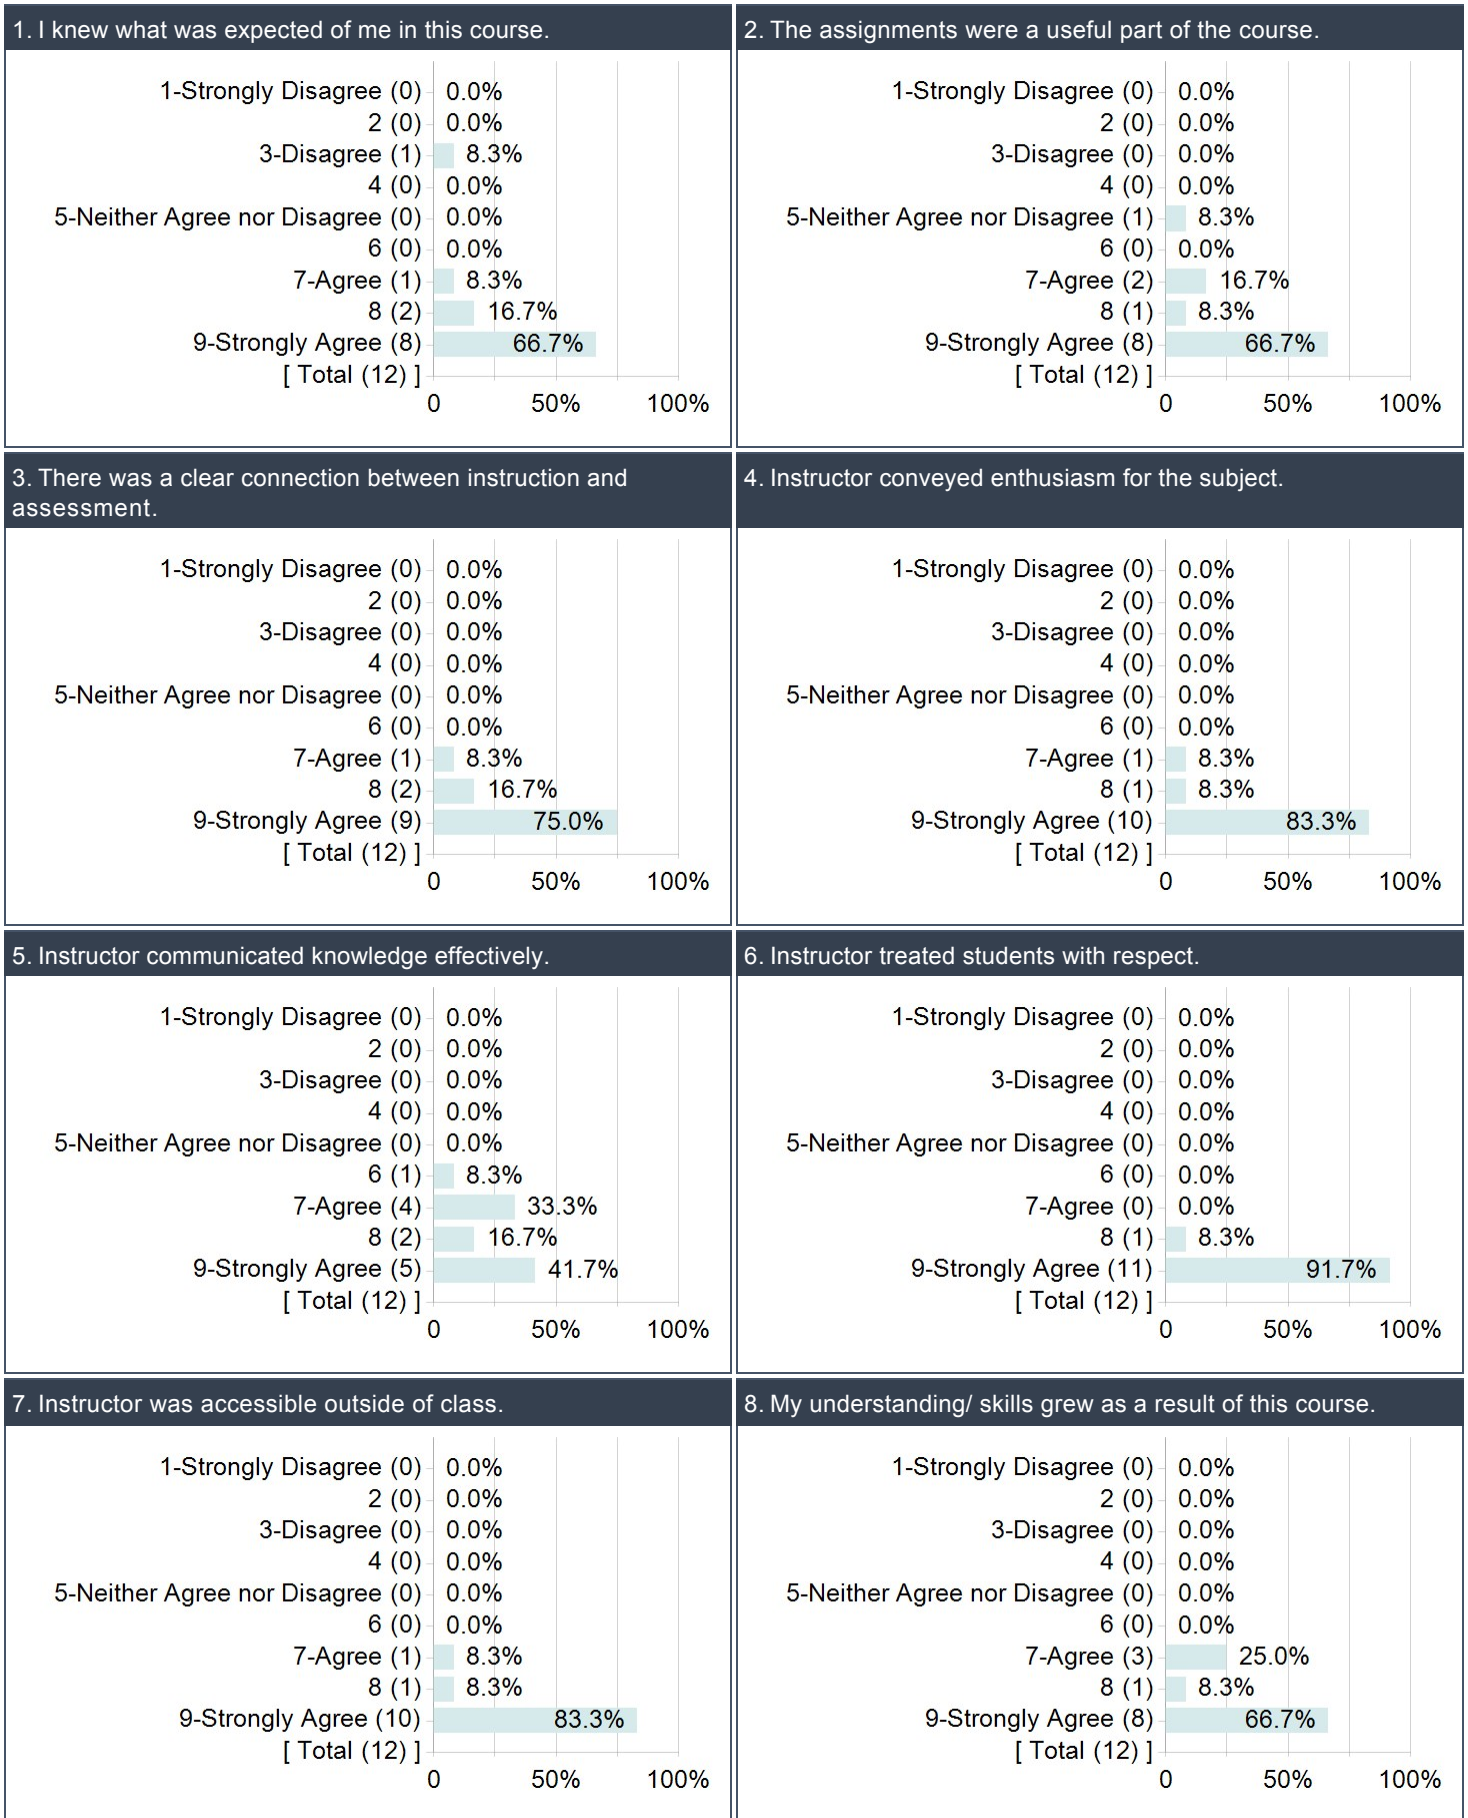 1. I knew what was expected of me in this course.
1-Strongly Disagree (0) 0.0%
2 (0) 0.0%
3-Disagree (1) 8.3%
4 (0) 0.0%
5-Neither Agree nor Disagree (0) 0.0%
6 (0) 0.0%
7-Agree (1) 8.3%
8 (2) 16.7%
9-Strongly Agree (8) 66.7%
[ Total (12) ]
0 50% 100%
2. The assignments were a useful part of the course.
1-Strongly Disagree (0) 0.0%
2 (0) 0.0%
3-Disagree (0) 0.0%
4 (0) 0.0%
5-Neither Agree nor Disagree (1) 8.3%
6 (0) 0.0%
7-Agree (2) 16.7%
8 (1) 8.3%
9-Strongly Agree (8) 66.7%
[ Total (12) ]
0 50% 100%
3. There was a clear connection between instruction and
assessment.
1-Strongly Disagree (0) 0.0%
2 (0) 0.0%
3-Disagree (0) 0.0%
4 (0) 0.0%
5-Neither Agree nor Disagree (0) 0.0%
6 (0) 0.0%
7-Agree (1) 8.3%
8 (2) 16.7%
9-Strongly Agree (9) 75.0%
[ Total (12) ]
0 50% 100%
4. Instructor conveyed enthusiasm for the subject.
1-Strongly Disagree (0) 0.0%
2 (0) 0.0%
3-Disagree (0) 0.0%
4 (0) 0.0%
5-Neither Agree nor Disagree (0) 0.0%
6 (0) 0.0%
7-Agree (1) 8.3%
8 (1) 8.3%
9-Strongly Agree (10) 83.3%
[ Total (12) ]
0 50% 100%
5. Instructor communicated knowledge effectively.
1-Strongly Disagree (0) 0.0%
2 (0) 0.0%
3-Disagree (0) 0.0%
4 (0) 0.0%
5-Neither Agree nor Disagree (0) 0.0%
6 (1) 8.3%
7-Agree (4) 33.3%
8 (2) 16.7%
9-Strongly Agree (5) 41.7%
[ Total (12) ]
0 50% 100%
6. Instructor treated students with respect.
1-Strongly Disagree (0) 0.0%
2 (0) 0.0%
3-Disagree (0) 0.0%
4 (0) 0.0%
5-Neither Agree nor Disagree (0) 0.0%
6 (0) 0.0%
7-Agree (0) 0.0%
8 (1) 8.3%
9-Strongly Agree (11) 91.7%
[ Total (12) ]
0 50% 100%
7. Instructor was accessible outside of class.
1-Strongly Disagree (0) 0.0%
2 (0) 0.0%
3-Disagree (0) 0.0%
4 (0) 0.0%
5-Neither Agree nor Disagree (0) 0.0%
6 (0) 0.0%
7-Agree (1) 8.3%
8 (1) 8.3%
9-Strongly Agree (10) 83.3%
[ Total (12) ]
0 50% 100%
8. My understanding/ skills grew as a result of this course.
1-Strongly Disagree (0) 0.0%
2 (0) 0.0%
3-Disagree (0) 0.0%
4 (0) 0.0%
5-Neither Agree nor Disagree (0) 0.0%
6 (0) 0.0%
7-Agree (3) 25.0%
8 (1) 8.3%
9-Strongly Agree (8) 66.7%
[ Total (12) ]
0 50% 100%